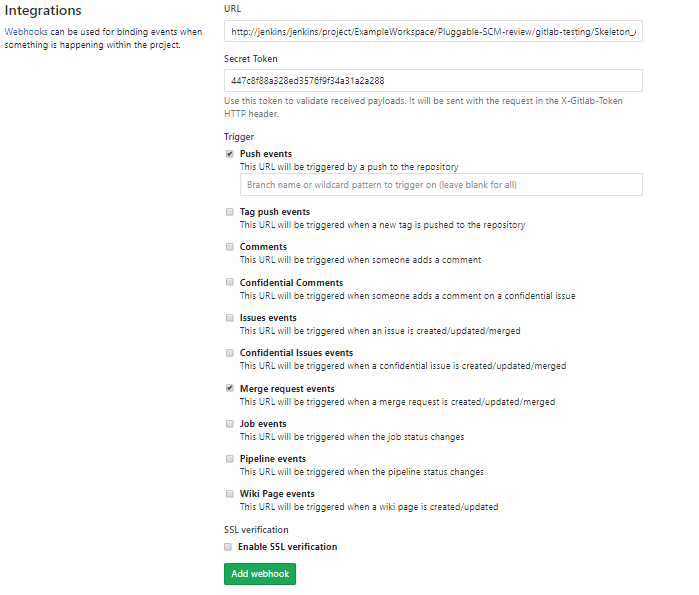 Integrations
Webhooks can be used for binding events when
something is happening within the project.
URL
http://jenkins/jenkins/project/ExampleWorkspace/Pluggable-SCM-review/gitlab-testing/Skeleton_A
Secret Token
447c8f88a328ed3576f9f34a31a2a288
Use this token to validate received payloads. It will be sent with the request in the X-Gitlab-Token
HTTP header.
Trigger
Push events
This URL will be triggered by a push to the repository
Branch name or wildcard pattern to trigger on (leave blank for all)
Tag push events
This URL will be triggered when a new tag is pushed to the repository
Comments
This URL will be triggered when someone adds a comment
Confidential Comments
This URL will be triggered when someone adds a comment on a confidential issue
Issues events
This URL will be triggered when an issue is created/updated/merged
Confidential Issues events
This URL will be triggered when a confidential issue is created/updated/merged
Merge request events
This URL will be triggered when a merge request is created/updated/merged
Job events
This URL will be triggered when the job status changes
Pipeline events
This URL will be triggered when the pipeline status changes
Wiki Page events
This URL will be triggered when a wiki page is created/updated
SSL verification
Enable SSL verification
Add webhook